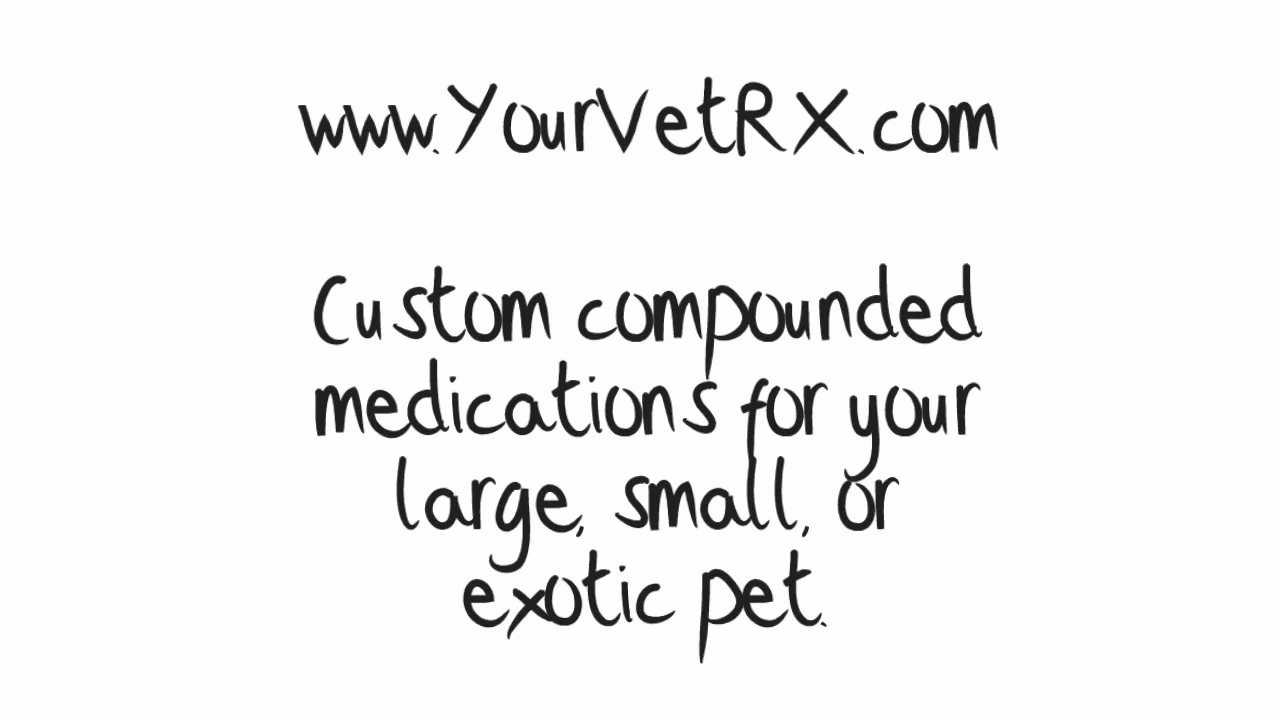 www.YourVetRX.com
Custom compounded
medications for your
large, small, or
exotic pet.